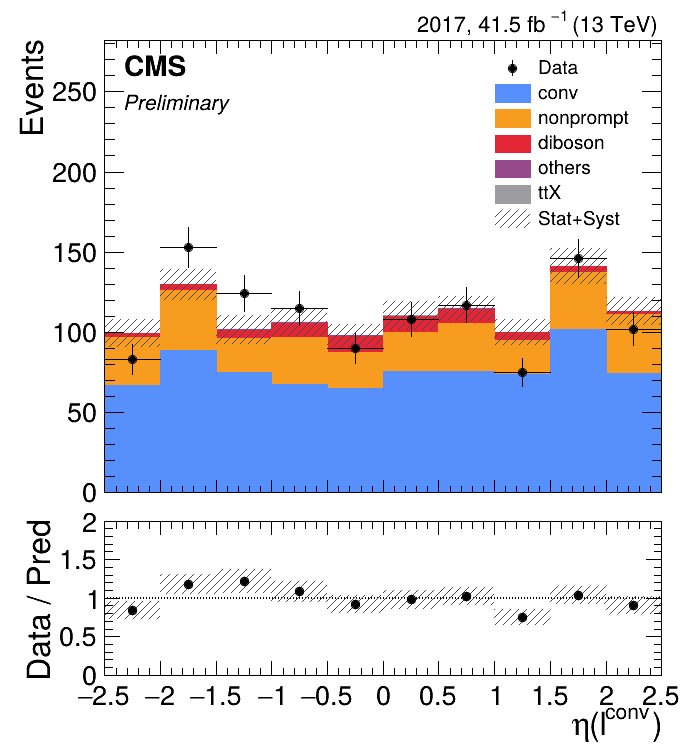 2017, 41.5 fb⁻¹ (13 TeV)
CMS
Preliminary
Events
250
200
150
100
50
0
Data
conv
nonprompt
diboson
others
ttX
Stat+Syst
Data / Pred
2
1.5
1
0.5
0
−2.5 −2 −1.5 −1 −0.5 0 0.5 1 1.5 2 2.5
η(l^conv)